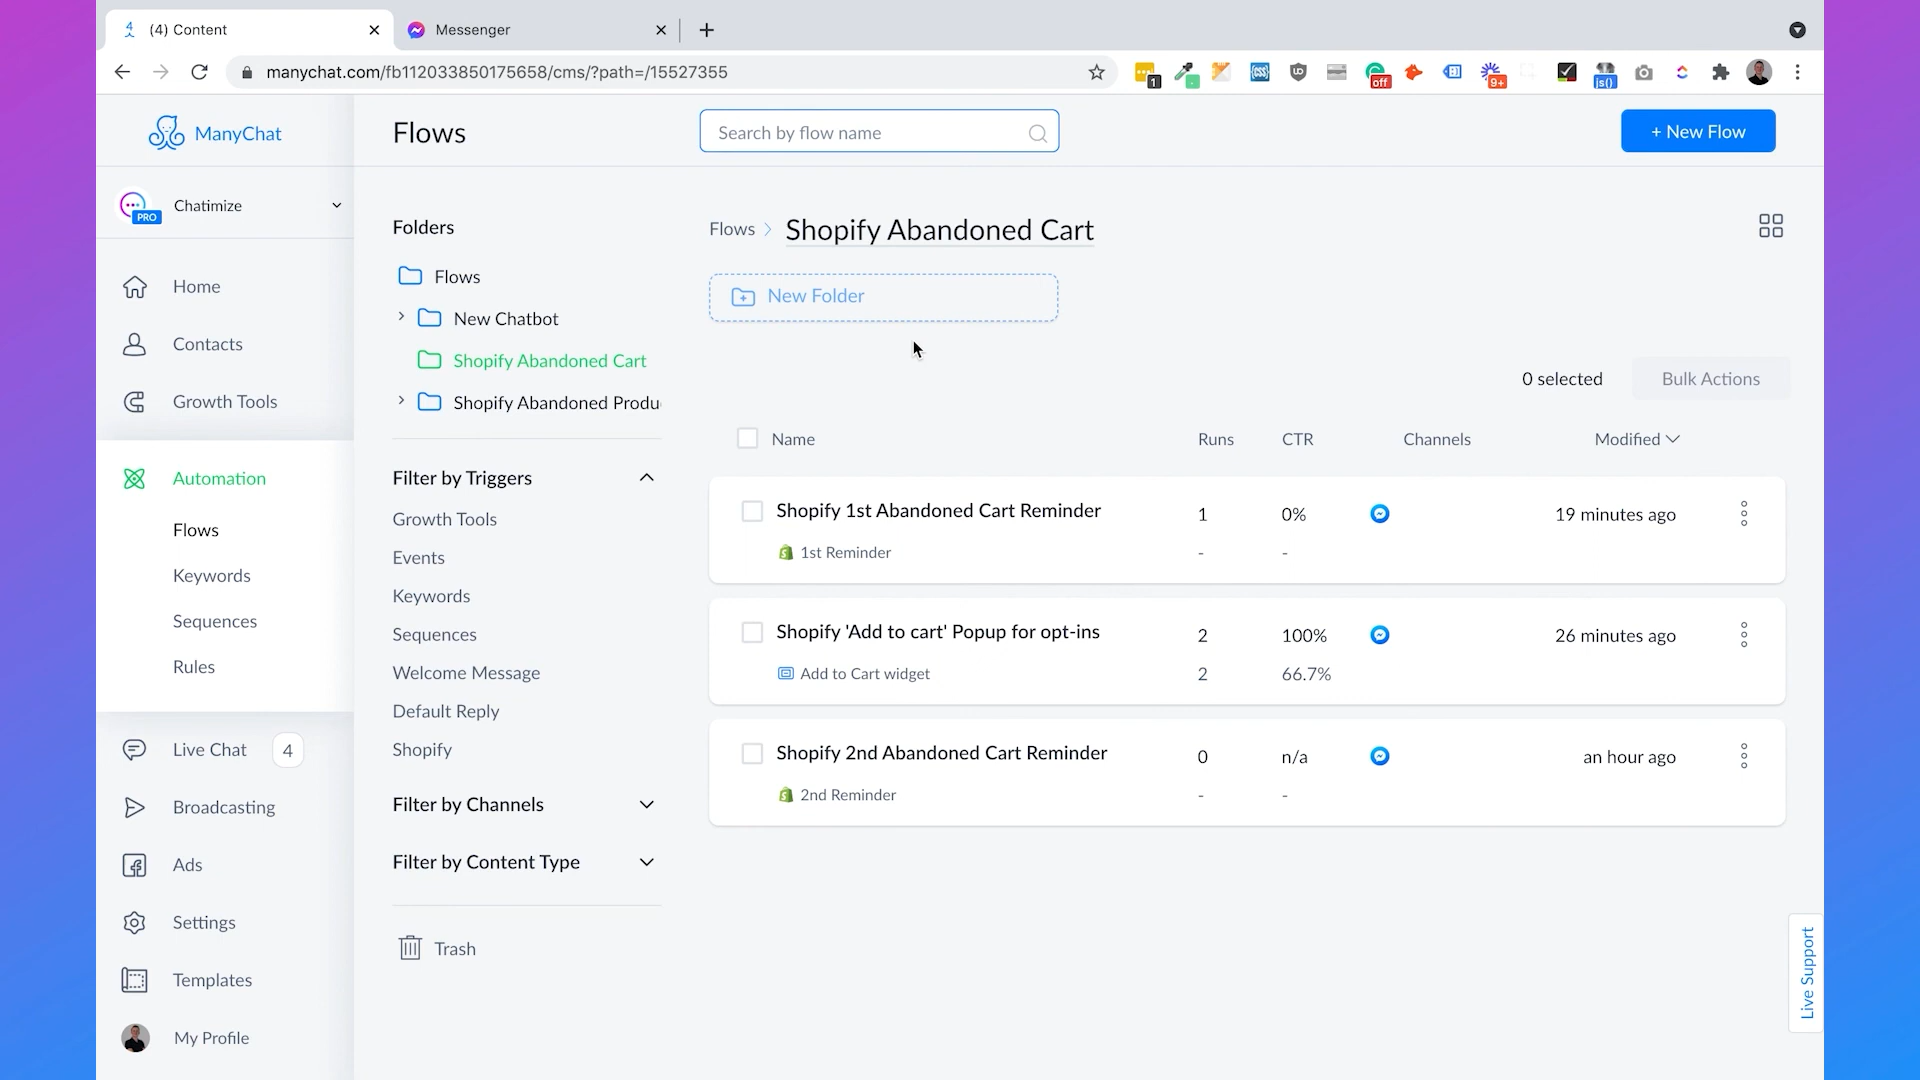 (4) Content
Messenger
manychat.com/fb112033850175658/cms/?path=/15527355
1
off
9+
js()
ManyChat
Flows
Search by flow name
+ New Flow
PRO
Chatimize
Home
Contacts
Growth Tools
Automation
Flows
Keywords
Sequences
Rules
Live Chat 4
Broadcasting
Ads
Settings
Templates
My Profile
Folders
Flows
New Chatbot
Shopify Abandoned Cart
Shopify Abandoned Produ
Filter by Triggers
Growth Tools
Events
Keywords
Sequences
Welcome Message
Default Reply
Shopify
Filter by Channels
Filter by Content Type
Trash
Flows > Shopify Abandoned Cart
New Folder
0 selected
Bulk Actions
Name Runs CTR Channels Modified
Shopify 1st Abandoned Cart Reminder 1 0% 19 minutes ago
1st Reminder - -
Shopify 'Add to cart' Popup for opt-ins 2 100% 26 minutes ago
Add to Cart widget 2 66.7%
Shopify 2nd Abandoned Cart Reminder 0 n/a an hour ago
2nd Reminder - -
Live Support